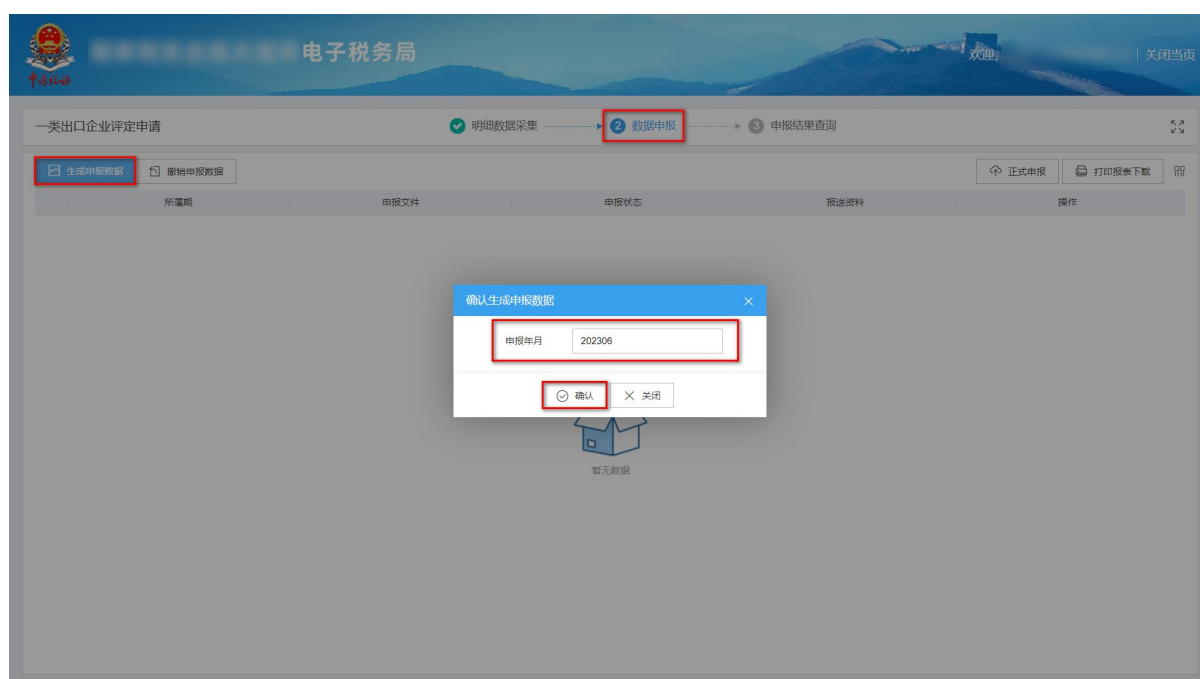 电子税务局
欢迎,
关闭当页
中国税务
一类出口企业评定申请
明细数据采集
2 数据申报
3 申报结果查询
生成申报数据
撤销申报数据
正式申报
打印报表下载
所属期
申报文件
申报状态
报送资料
操作
确认生成申报数据
申报年月
202306
确认
关闭
暂无数据